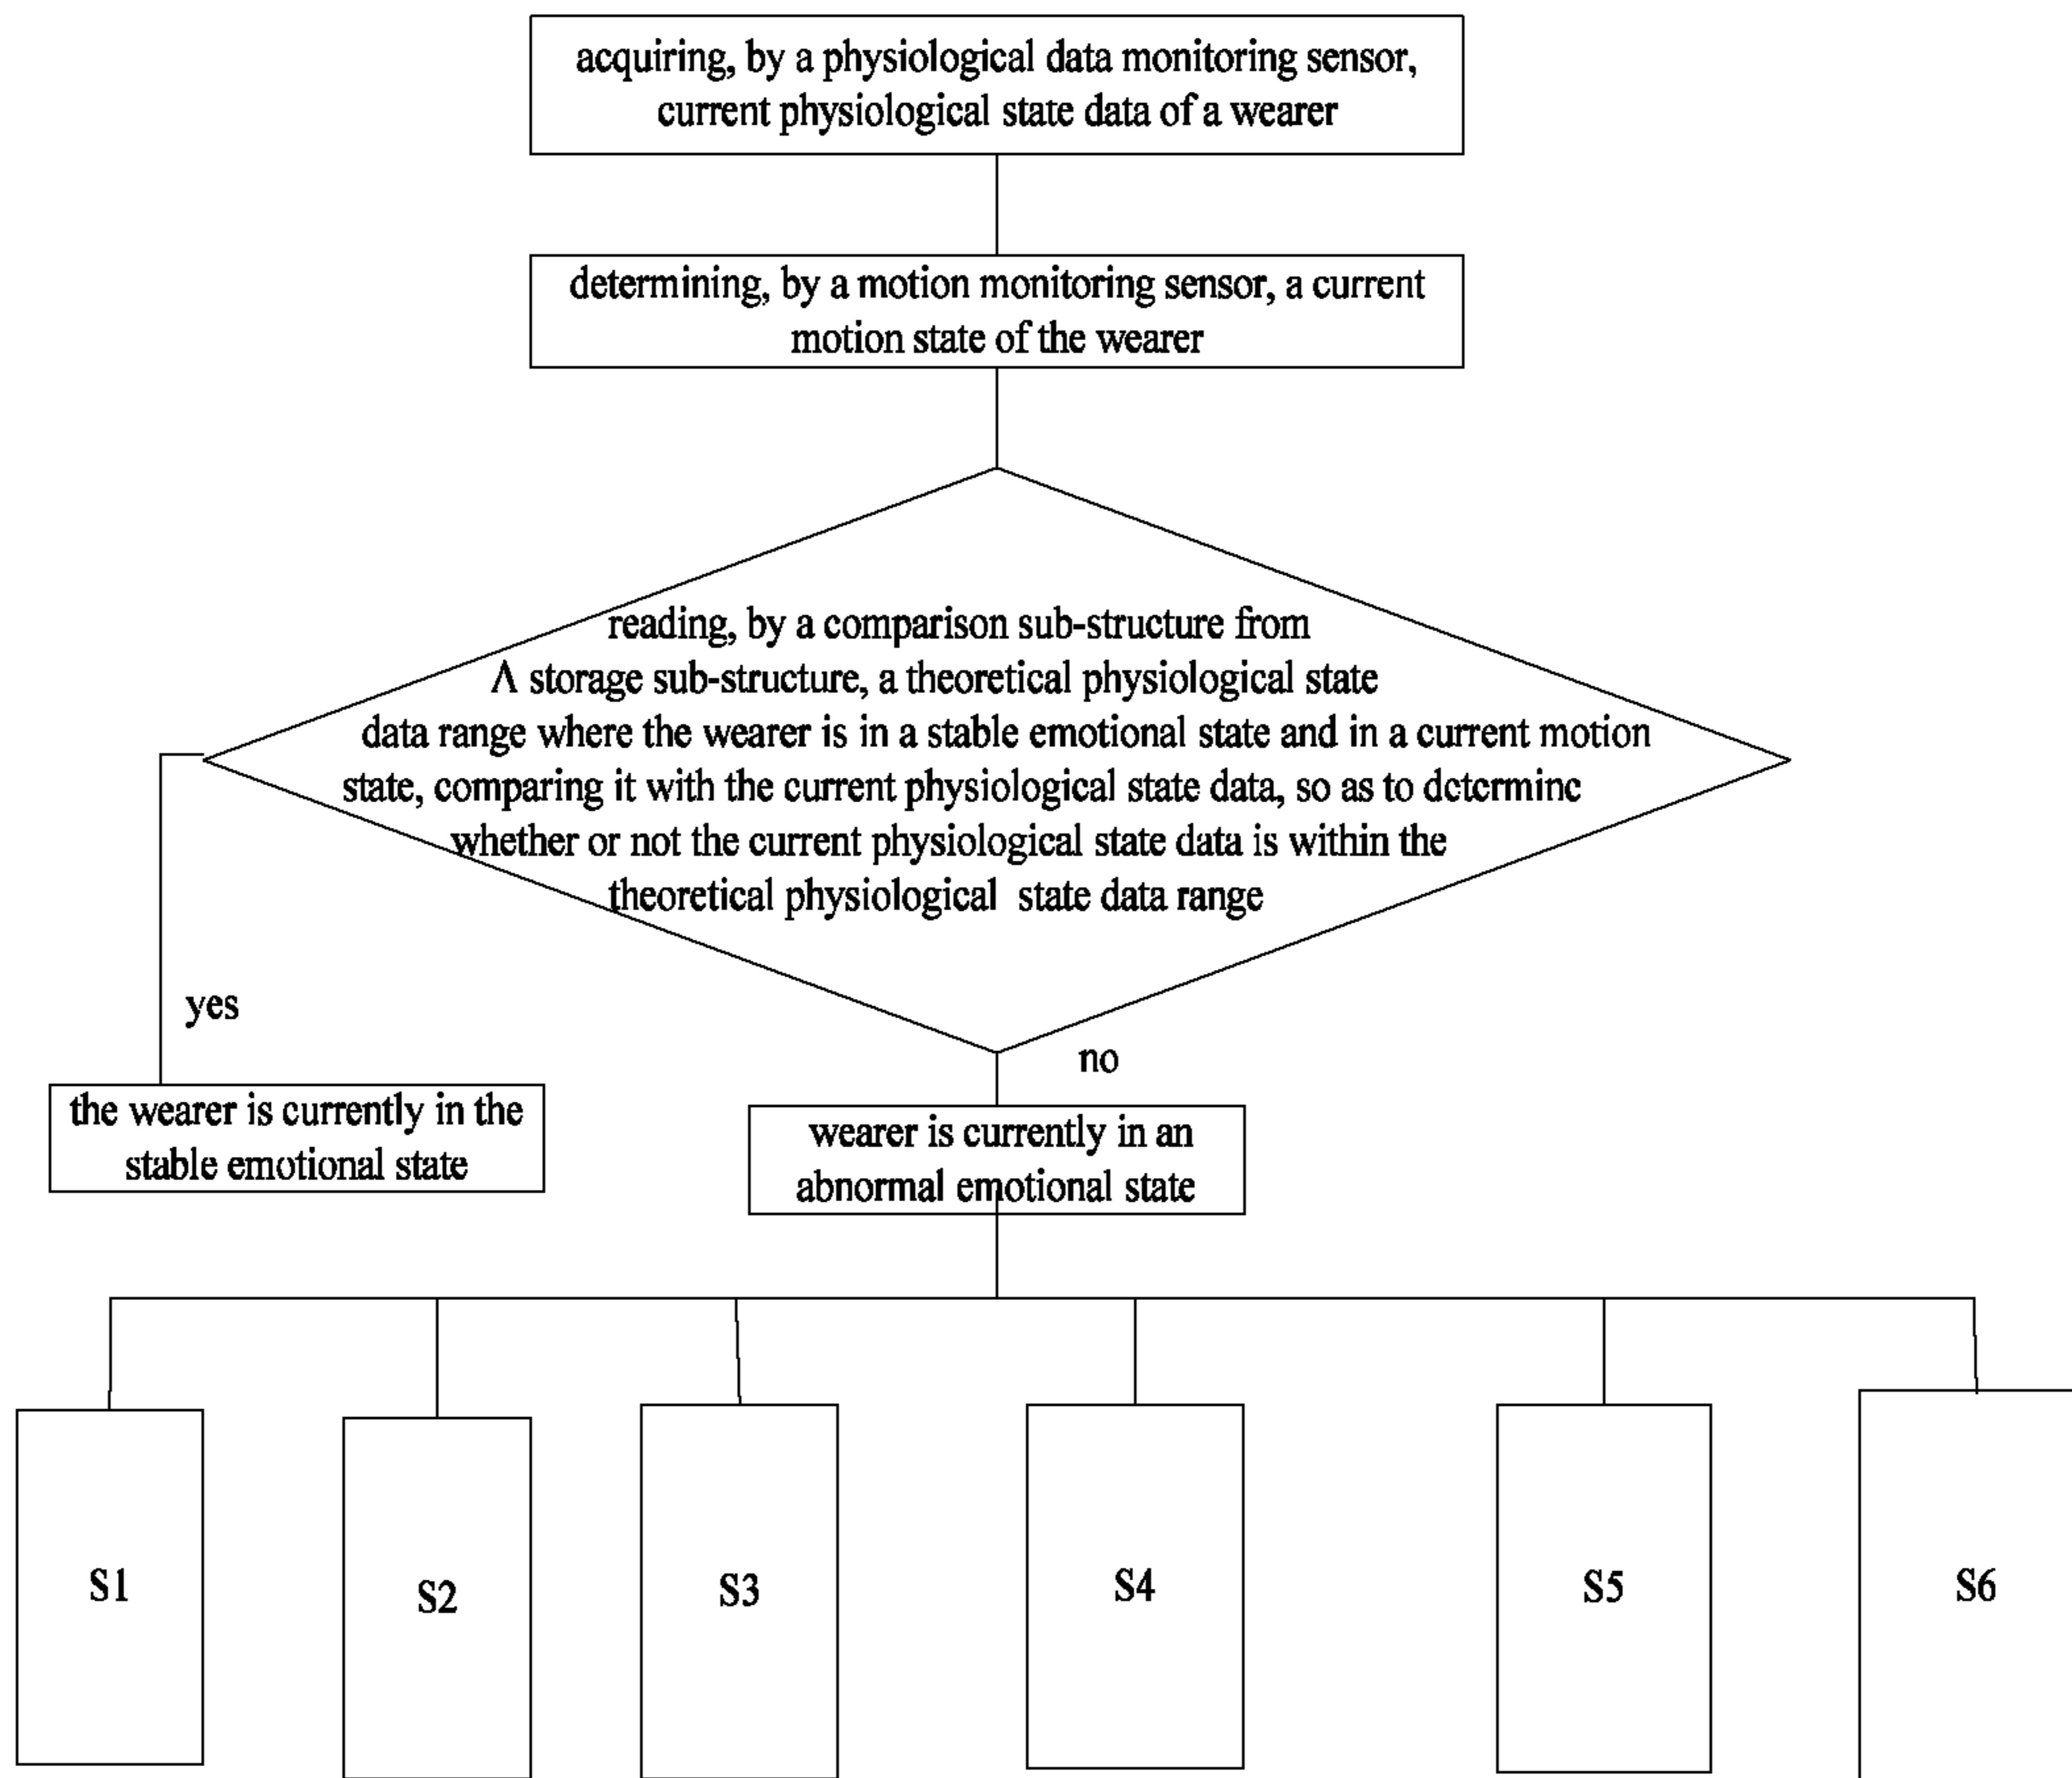 acquiring, by a physiological data monitoring sensor,
current physiological state data of a wearer
determining, by a motion monitoring sensor, a current
motion state of the wearer
reading, by a comparison sub-structure from
A storage sub-structure, a theoretical physiological state
data range where the wearer is in a stable emotional state and in a current motion
state, comparing it with the current physiological state data, so as to determine
whether or not the current physiological state data is within the
theoretical physiological state data range
yes
no
the wearer is currently in the
stable emotional state
wearer is currently in an
abnormal emotional state
S1
S2
S3
S4
S5
S6